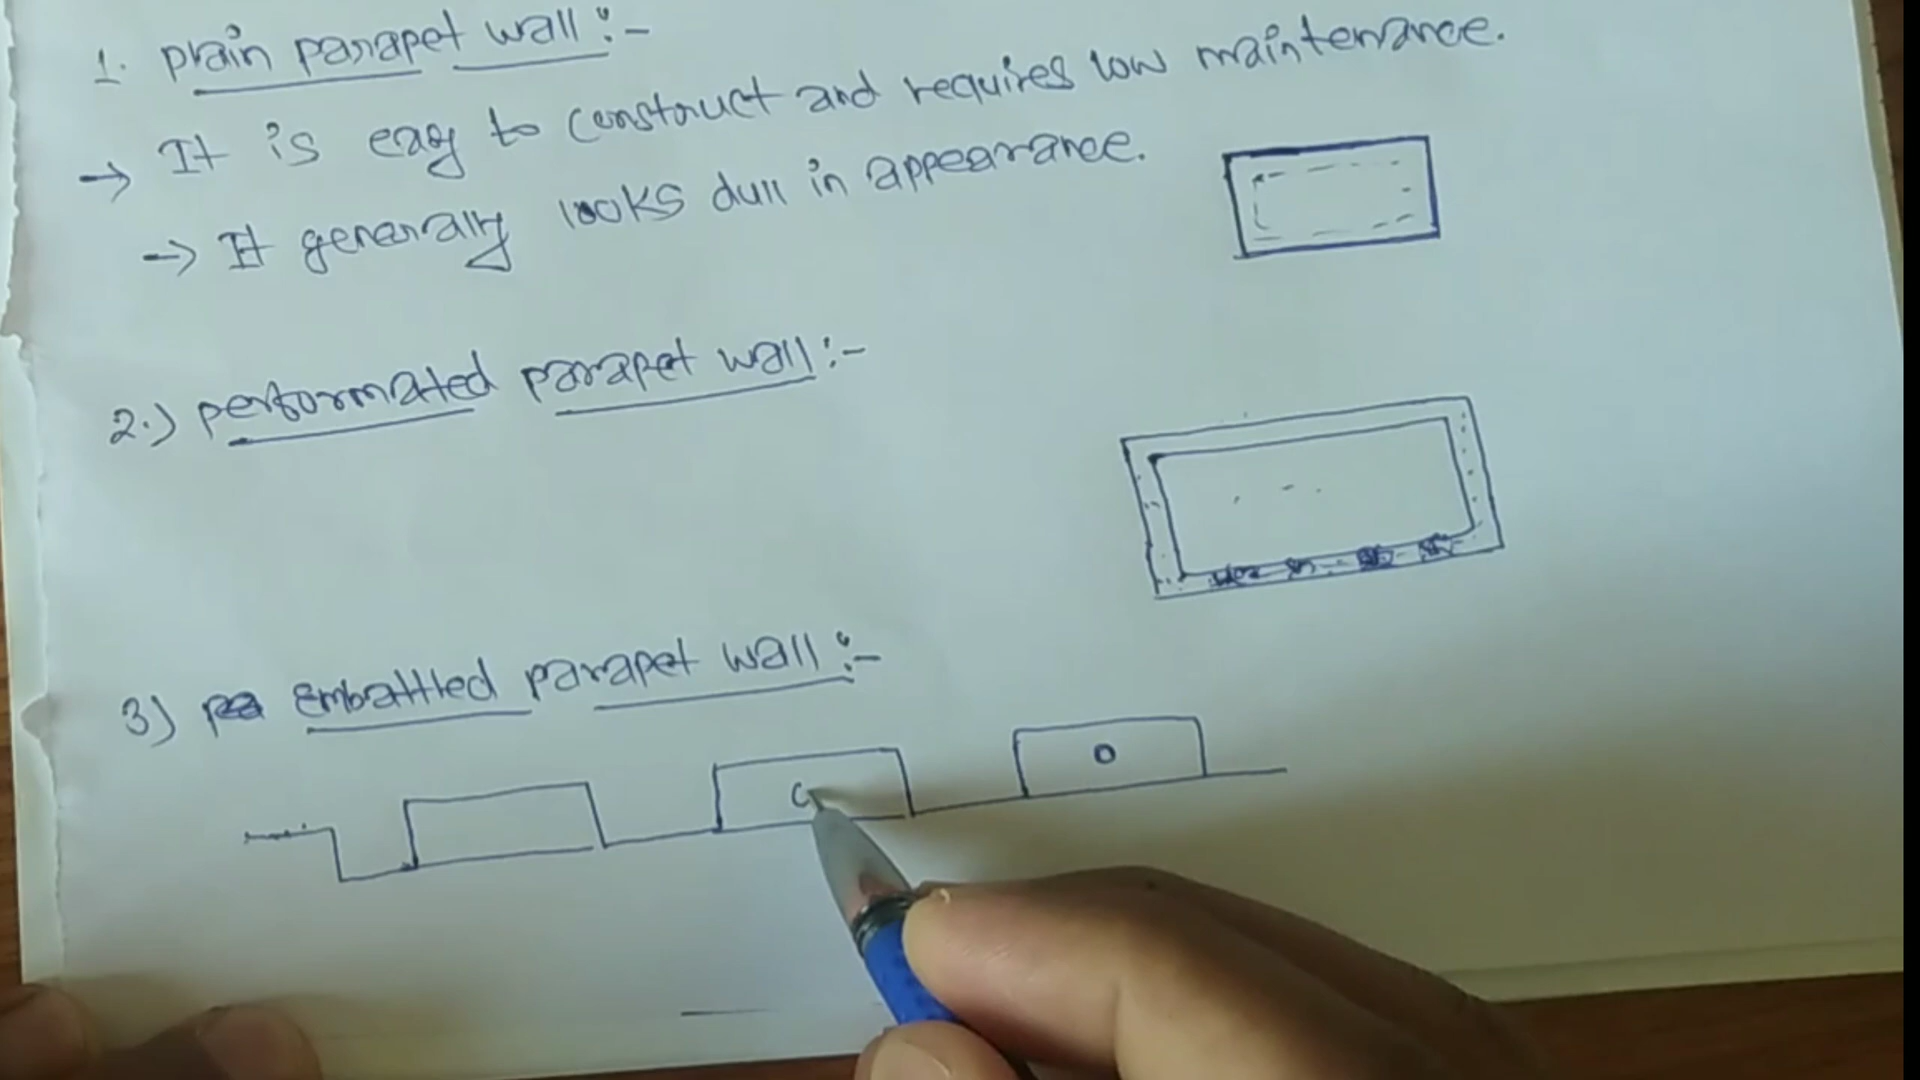 1. plain parapet wall :-
→ It is easy to construct and requires low maintenance.
→ It generally looks dull in appearance.
2.) performated parapet wall :-
3) embattled parapet wall :-